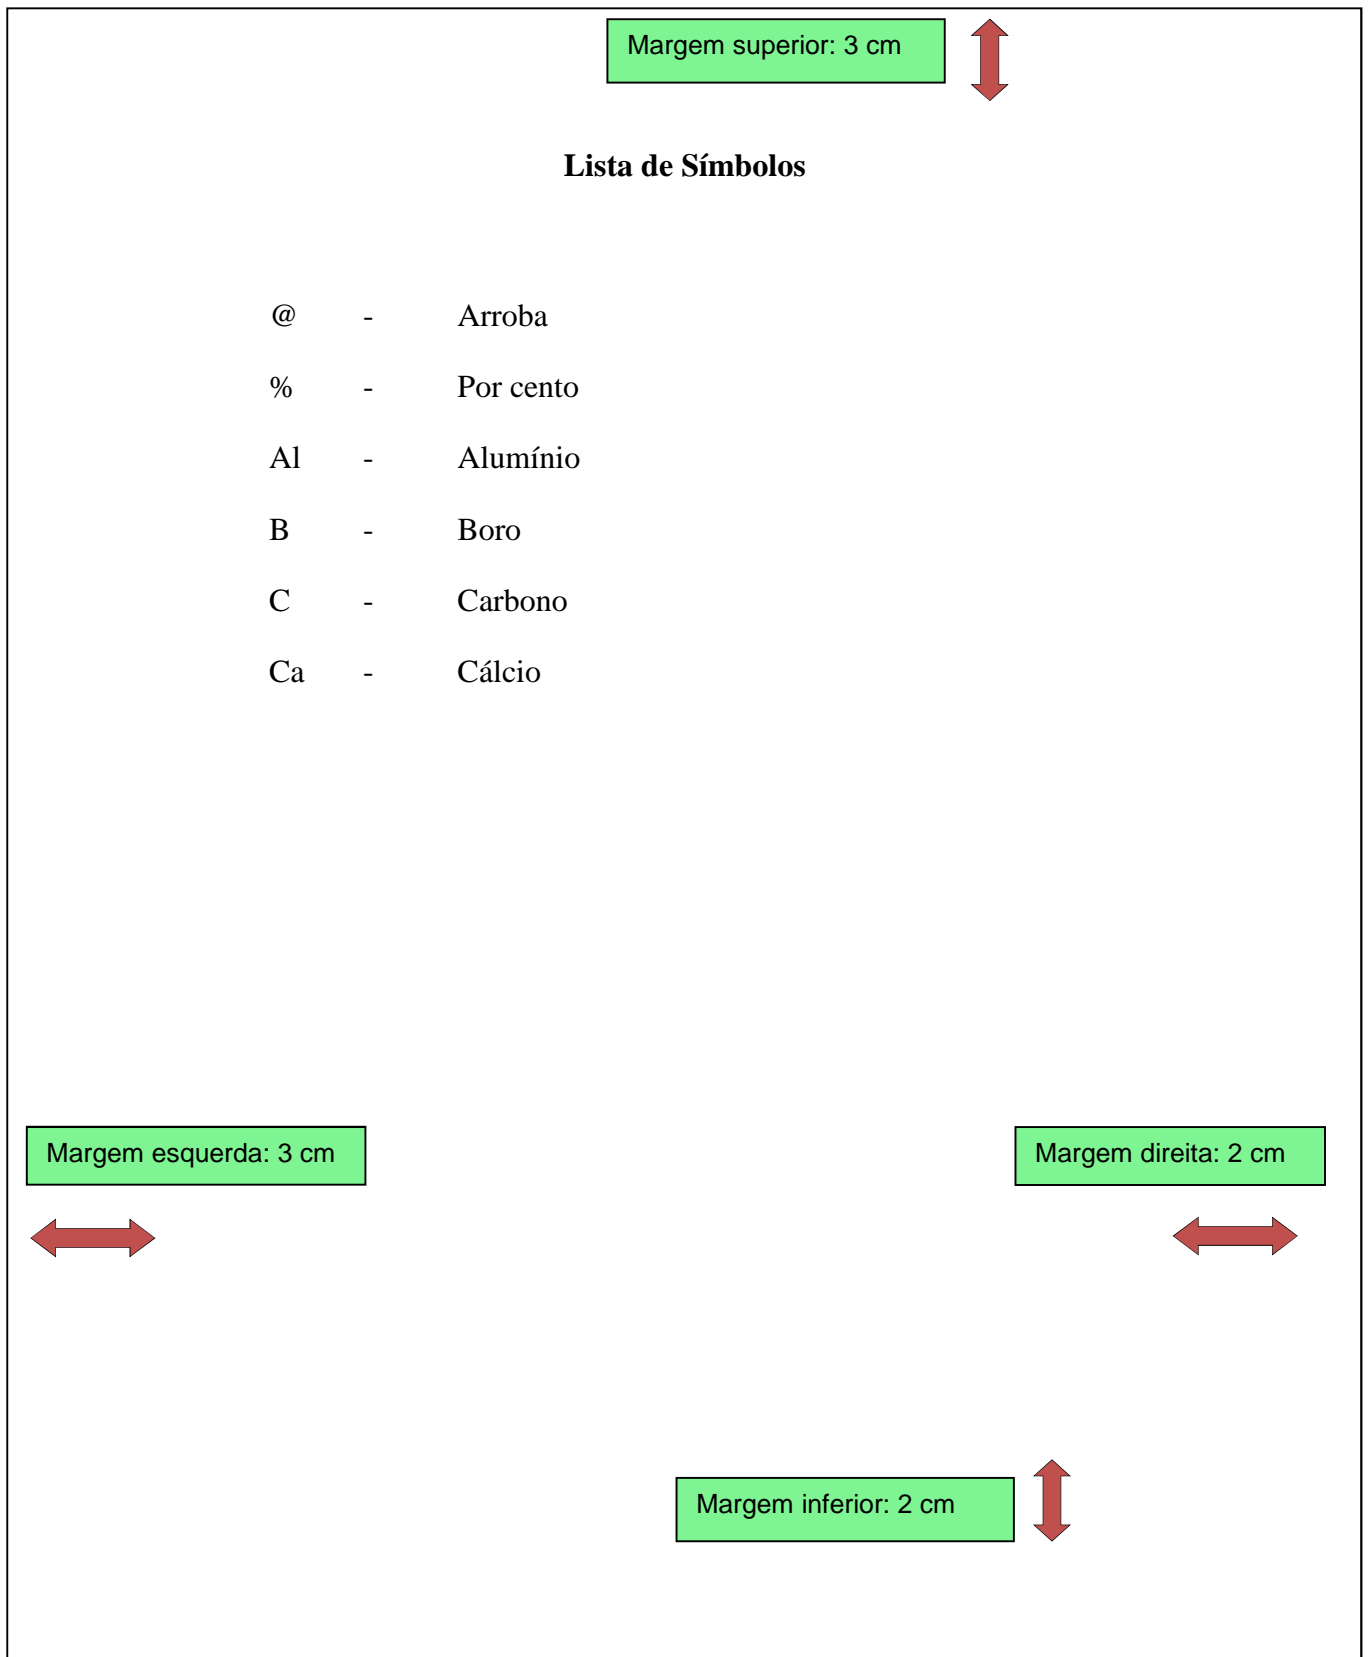 Margem superior: 3 cm
Lista de Símbolos
@ - Arroba
% - Por cento
Al - Alumínio
B - Boro
C - Carbono
Ca - Cálcio
Margem esquerda: 3 cm
Margem direita: 2 cm
Margem inferior: 2 cm